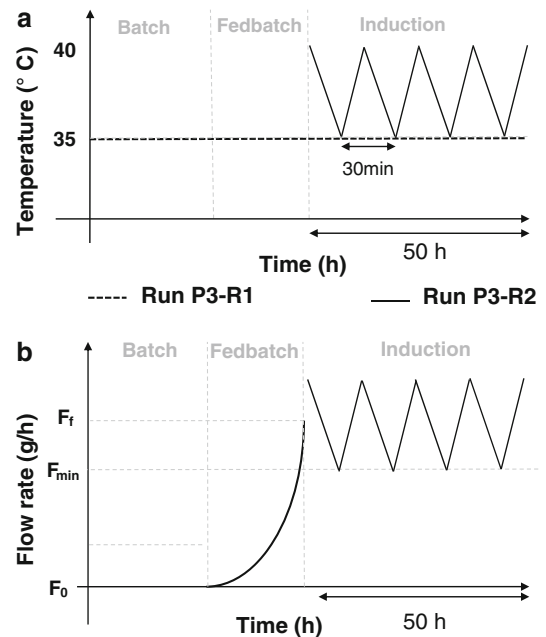 a
Batch
Fedbatch
Induction
Temperature (° C)
40
35
30min
50 h
Time (h)
Run P3-R1
Run P3-R2
b
Batch
Fedbatch
Induction
Flow rate (g/h)
Ff
Fmin
F0
Time (h)
50 h